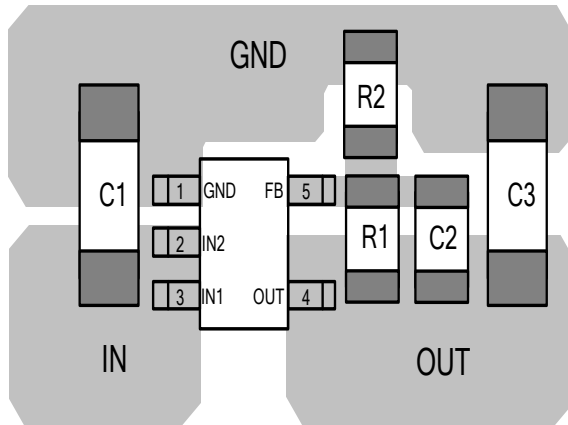 GND
R2
C1
1 GND FB 5
C3
2 IN2
R1 C2
3 IN1 OUT 4
IN
OUT